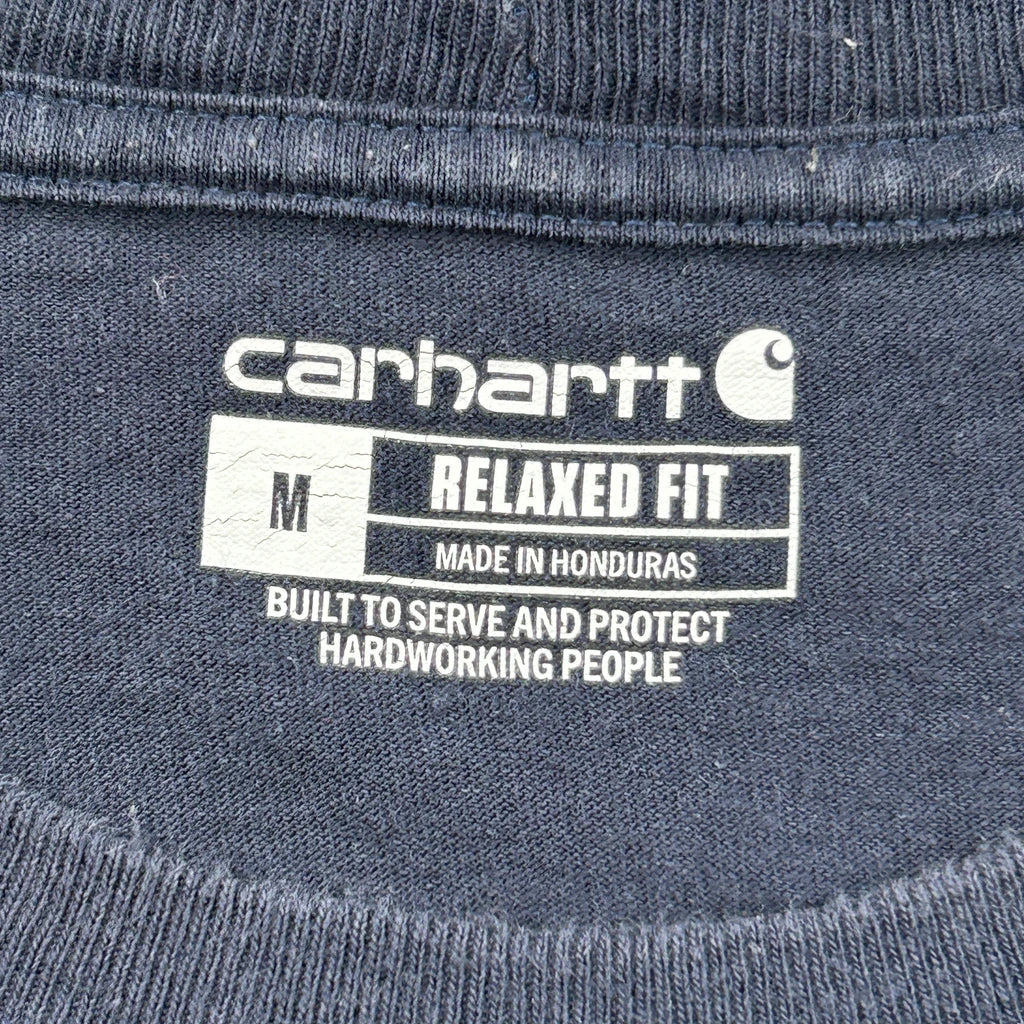 carhartt
M
RELAXED FIT
MADE IN HONDURAS
BUILT TO SERVE AND PROTECT
HARDWORKING PEOPLE